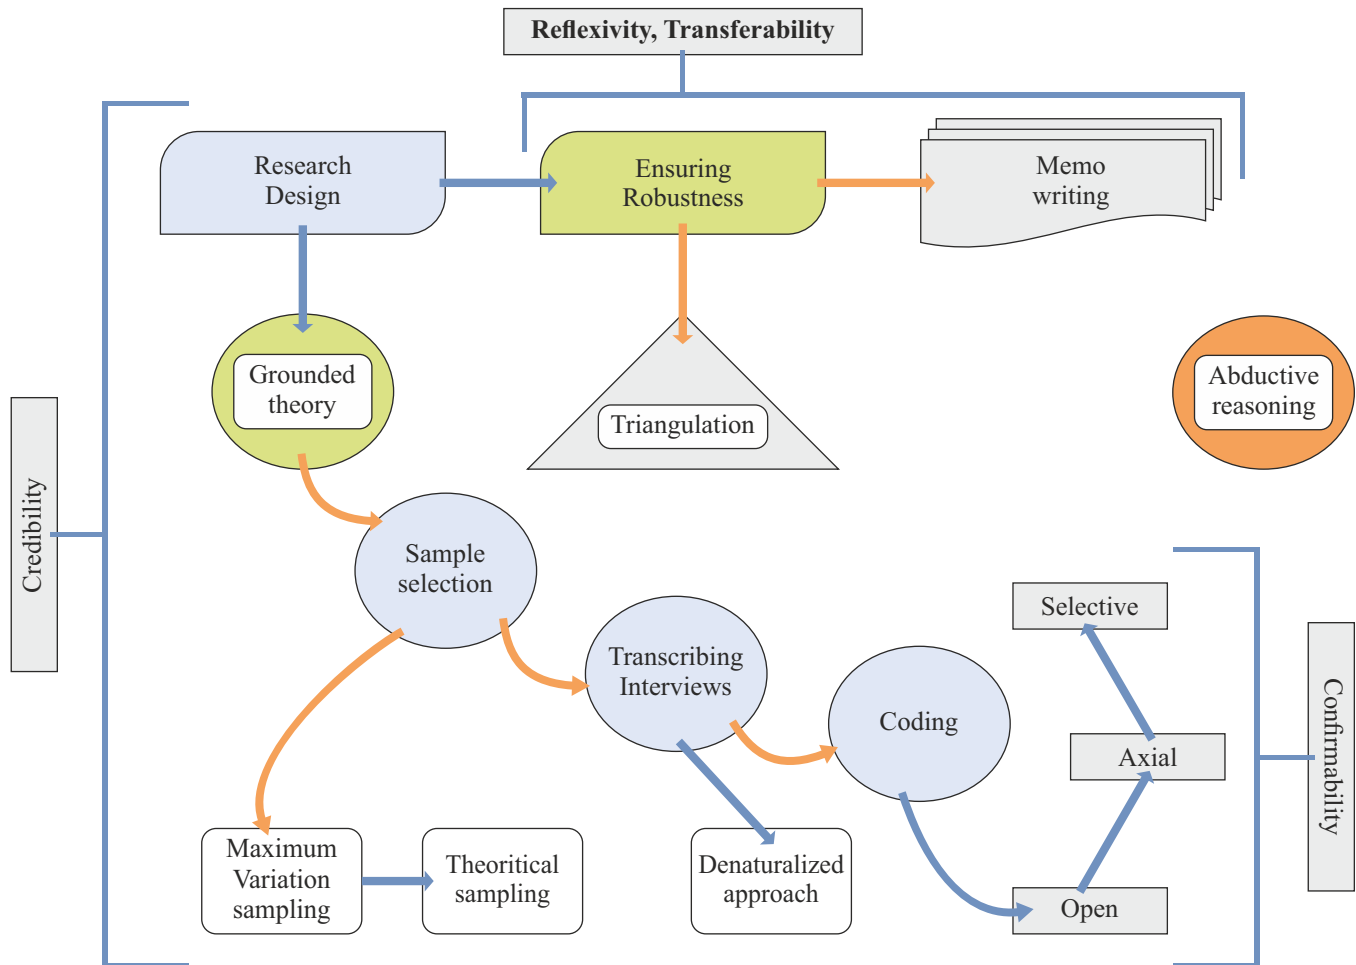 Reflexivity, Transferability
Research
Design
Ensuring
Robustness
Memo
writing
Grounded
theory
Triangulation
Abductive
reasoning
Credibility
Sample
selection
Transcribing
Interviews
Coding
Selective
Axial
Open
Confirmability
Maximum
Variation
sampling
Theoritical
sampling
Denaturalized
approach